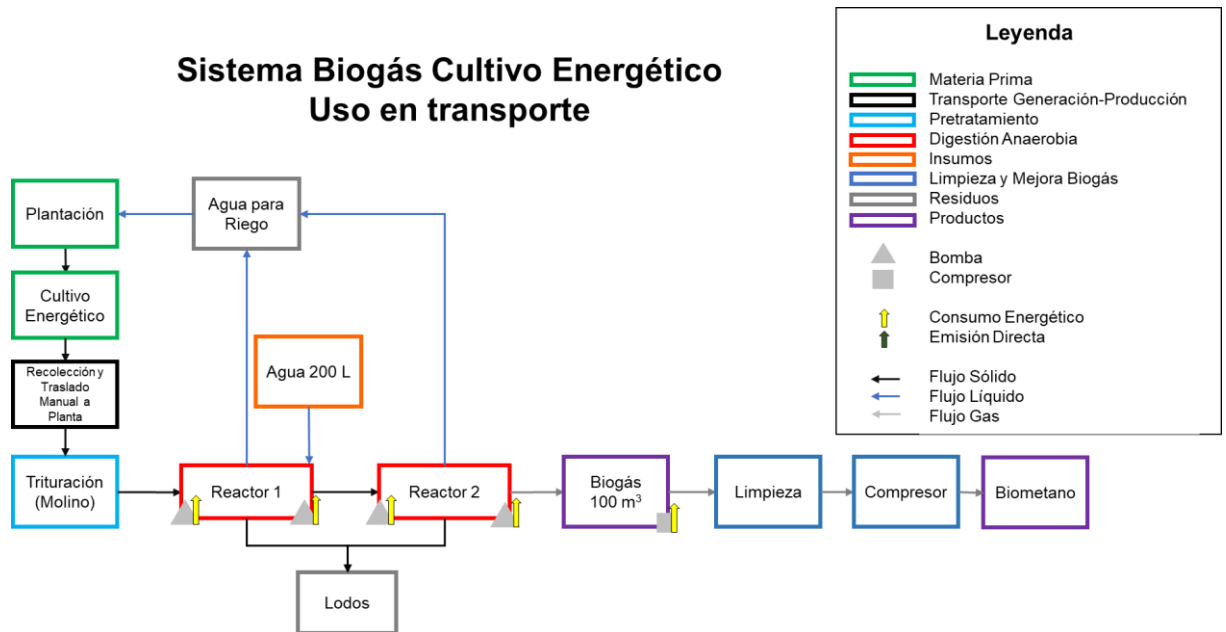 Sistema Biogás Cultivo Energético
Uso en transporte
Leyenda
Materia Prima
Transporte Generación-Producción
Pretratamiento
Digestión Anaerobia
Insumos
Limpieza y Mejora Biogás
Residuos
Productos
Bomba
Compresor
Consumo Energético
Emisión Directa
Flujo Sólido
Flujo Líquido
Flujo Gas
Plantación
Agua para
Riego
Cultivo
Energético
Recolección y
Traslado
Manual a
Planta
Agua 200 L
Trituración
(Molino)
Reactor 1
Reactor 2
Biogás
100 m³
Limpieza
Compresor
Biometano
Lodos